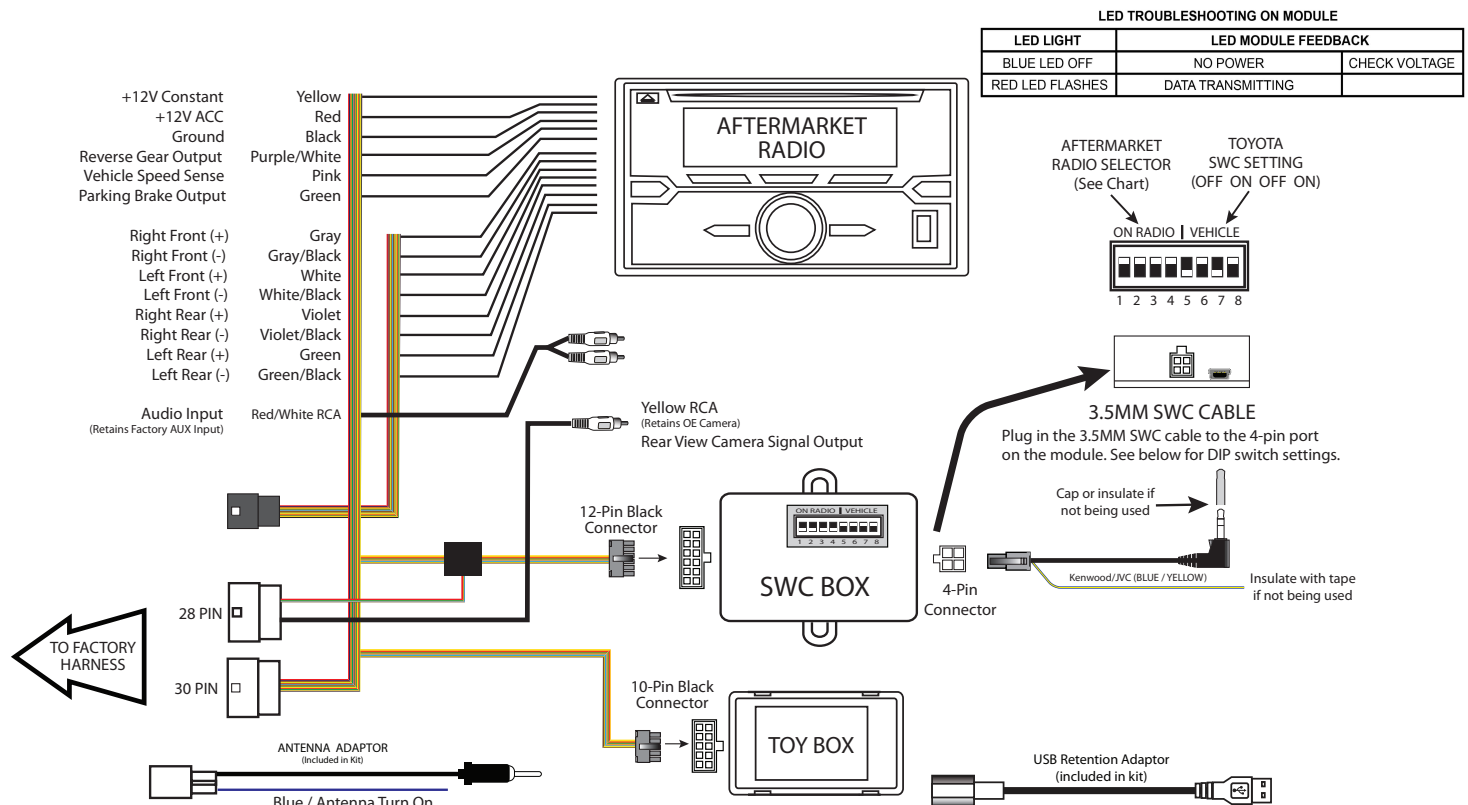 LED TROUBLESHOOTING ON MODULE
LED LIGHT LED MODULE FEEDBACK
BLUE LED OFF NO POWER CHECK VOLTAGE
RED LED FLASHES DATA TRANSMITTING
+12V Constant Yellow
+12V ACC Red
Ground Black
Reverse Gear Output Purple/White
Vehicle Speed Sense Pink
Parking Brake Output Green
Right Front (+) Gray
Right Front (-) Gray/Black
Left Front (+) White
Left Front (-) White/Black
Right Rear (+) Violet
Right Rear (-) Violet/Black
Left Rear (+) Green
Left Rear (-) Green/Black
Audio Input Red/White RCA
(Retains Factory AUX Input)
AFTERMARKET
RADIO
AFTERMARKET
RADIO SELECTOR
(See Chart)
TOYOTA
SWC SETTING
(OFF ON OFF ON)
ON RADIO | VEHICLE
1 2 3 4 5 6 7 8
3.5MM SWC CABLE
Plug in the 3.5MM SWC cable to the 4-pin port
on the module. See below for DIP switch settings.
Yellow RCA
(Retains OE Camera)
Rear View Camera Signal Output
12-Pin Black
Connector
ON RADIO | VEHICLE
1 2 3 4 5 6 7 8
SWC BOX
4-Pin
Connector
Cap or insulate if
not being used
Kenwood/JVC (BLUE / YELLOW)
Insulate with tape
if not being used
28 PIN
TO FACTORY
HARNESS
30 PIN
10-Pin Black
Connector
TOY BOX
ANTENNA ADAPTOR
(Included in Kit)
Blue / Antenna Turn On
USB Retention Adaptor
(included in kit)